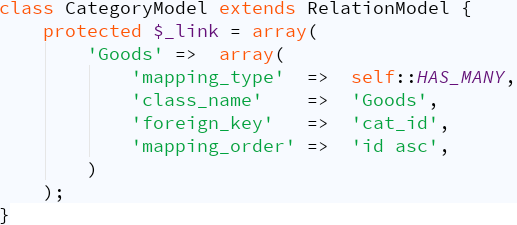 class CategoryModel extends RelationModel {
    protected $_link = array(
        'Goods' =>  array(
            'mapping_type'  =>  self::HAS_MANY,
            'class_name'    =>  'Goods',
            'foreign_key'   =>  'cat_id',
            'mapping_order' =>  'id asc',
        )
    );
}